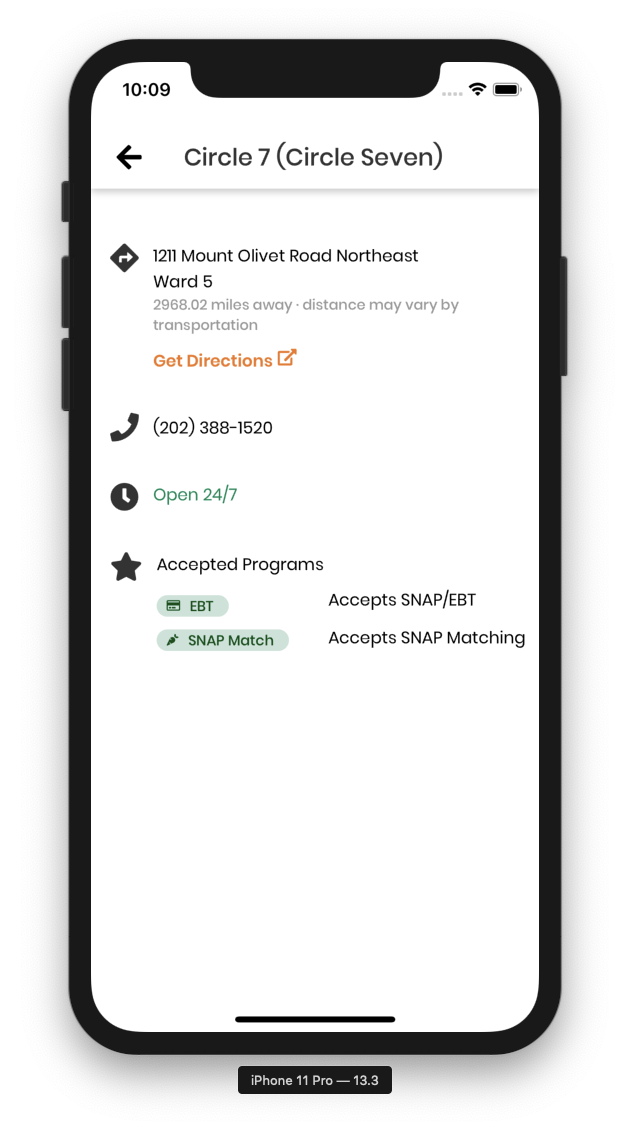 10:09
Circle 7 (Circle Seven)
1211 Mount Olivet Road Northeast
Ward 5
2968.02 miles away · distance may vary by
transportation
Get Directions
(202) 388-1520
Open 24/7
Accepted Programs
EBT Accepts SNAP/EBT
SNAP Match Accepts SNAP Matching
iPhone 11 Pro — 13.3